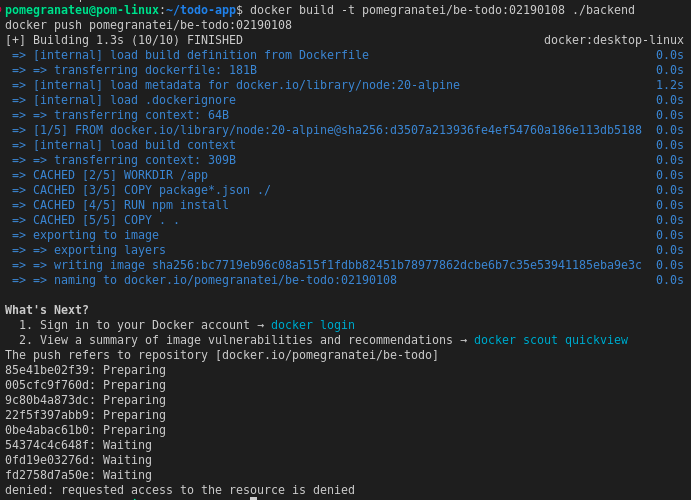 pomegranateu@pom-linux:~/todo-app$ docker build -t pomegranatei/be-todo:02190108 ./backend
docker push pomegranatei/be-todo:02190108
[+] Building 1.3s (10/10) FINISHED docker:desktop-linux
=> [internal] load build definition from Dockerfile 0.0s
=> => transferring dockerfile: 181B 0.0s
=> [internal] load metadata for docker.io/library/node:20-alpine 1.2s
=> [internal] load .dockerignore 0.0s
=> => transferring context: 64B 0.0s
=> [1/5] FROM docker.io/library/node:20-alpine@sha256:d3507a213936fe4ef54760a186e113db5188 0.0s
=> [internal] load build context 0.0s
=> => transferring context: 309B 0.0s
=> CACHED [2/5] WORKDIR /app 0.0s
=> CACHED [3/5] COPY package*.json ./ 0.0s
=> CACHED [4/5] RUN npm install 0.0s
=> CACHED [5/5] COPY . . 0.0s
=> exporting to image 0.0s
=> => exporting layers 0.0s
=> => writing image sha256:bc7719eb96c08a515f1fdbb82451b78977862dcbe6b7c35e53941185eba9e3c 0.0s
=> => naming to docker.io/pomegranatei/be-todo:02190108 0.0s
What's Next?
1. Sign in to your Docker account → docker login
2. View a summary of image vulnerabilities and recommendations → docker scout quickview
The push refers to repository [docker.io/pomegranatei/be-todo]
85e41be02f39: Preparing
005cfc9f760d: Preparing
9c80b4a873dc: Preparing
22f5f397abb9: Preparing
0be4abac61b0: Preparing
54374c4c648f: Waiting
0fd19e03276d: Waiting
fd2758d7a50e: Waiting
denied: requested access to the resource is denied